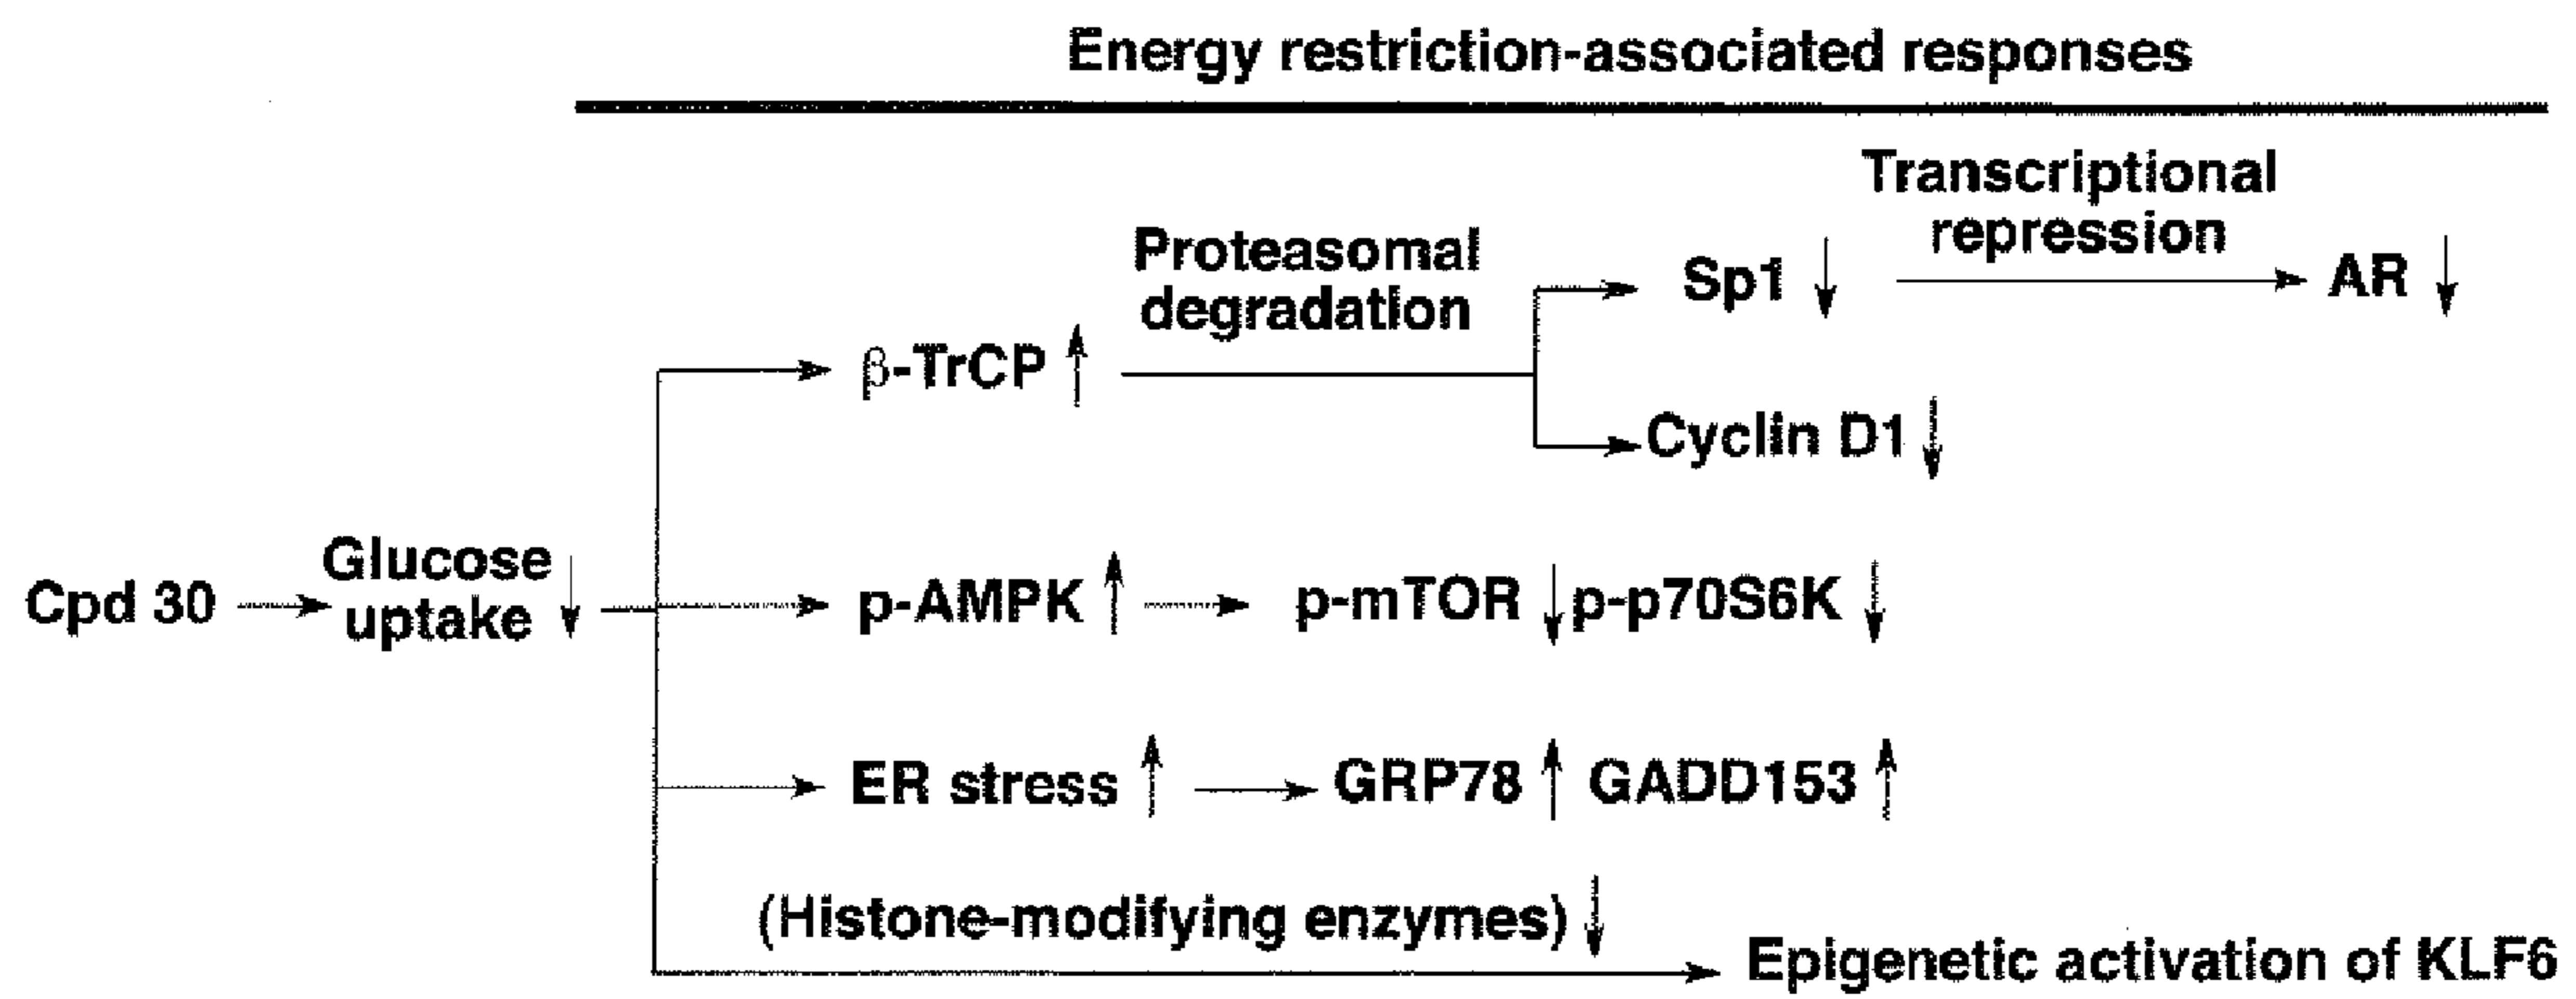 Energy restriction-associated responses
Transcriptional
repression
Proteasomal
degradation
Sp1 ↓
AR ↓
β-TrCP ↑
Cyclin D1 ↓
Glucose
uptake ↓
Cpd 30
p-AMPK ↑
p-mTOR ↓ p-p70S6K ↓
ER stress ↑
GRP78 ↑ GADD153 ↑
(Histone-modifying enzymes) ↓
Epigenetic activation of KLF6